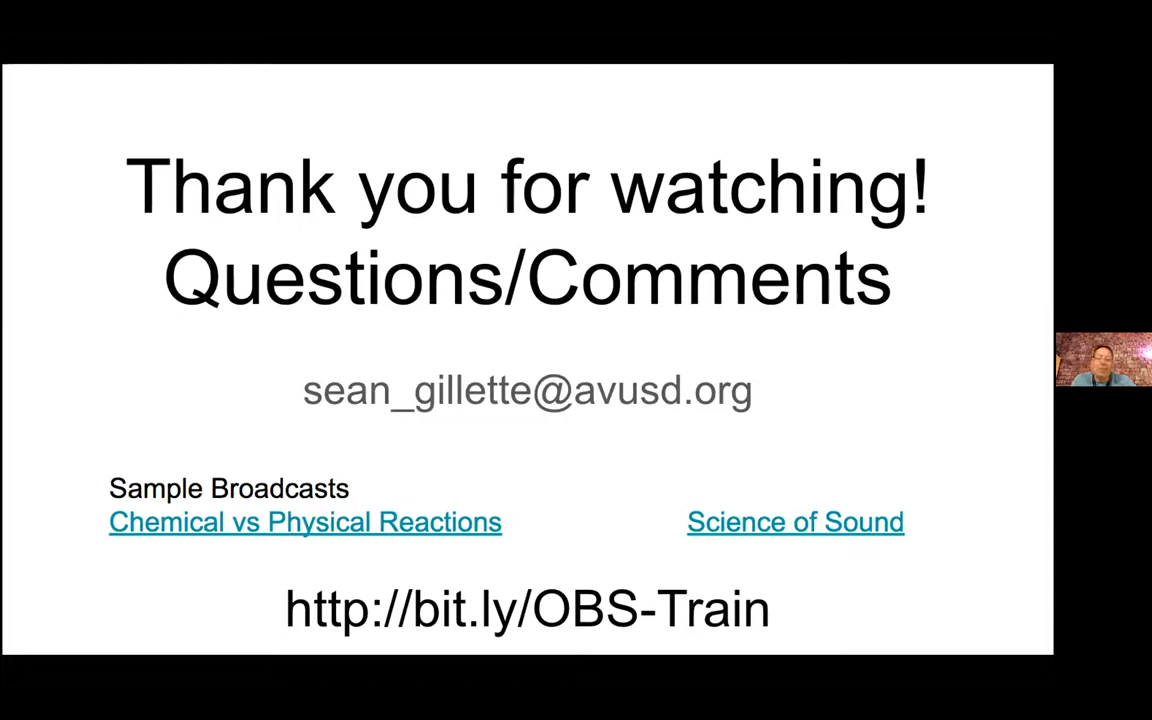 Thank you for watching!
Questions/Comments
sean_gillette@avusd.org
Sample Broadcasts
Chemical vs Physical Reactions Science of Sound
http://bit.ly/OBS-Train